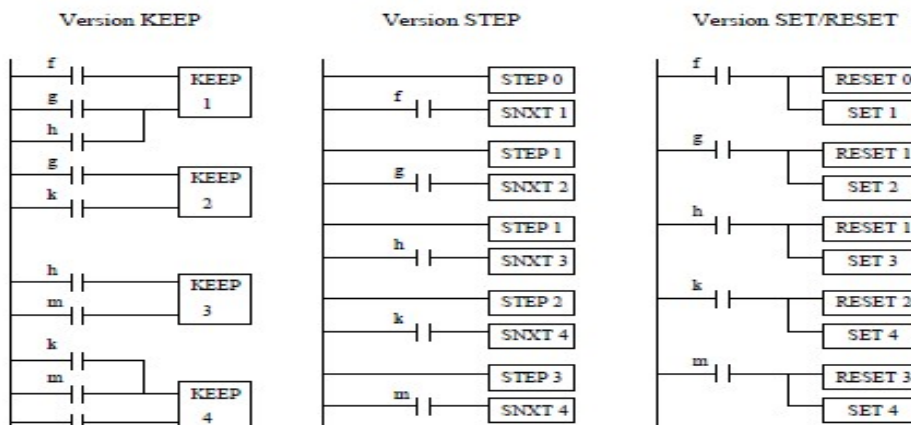 Version KEEP
f
KEEP
g
1
h
g
KEEP
k
2
h
KEEP
m
3
k
m
KEEP
4
Version STEP
STEP 0
f
SNXT 1
STEP 1
g
SNXT 2
STEP 1
h
SNXT 3
STEP 2
k
SNXT 4
STEP 3
m
SNXT 4
Version SET/RESET
f
RESET 0
SET 1
g
RESET 1
SET 2
h
RESET 1
SET 3
k
RESET 2
SET 4
m
RESET 3
SET 4